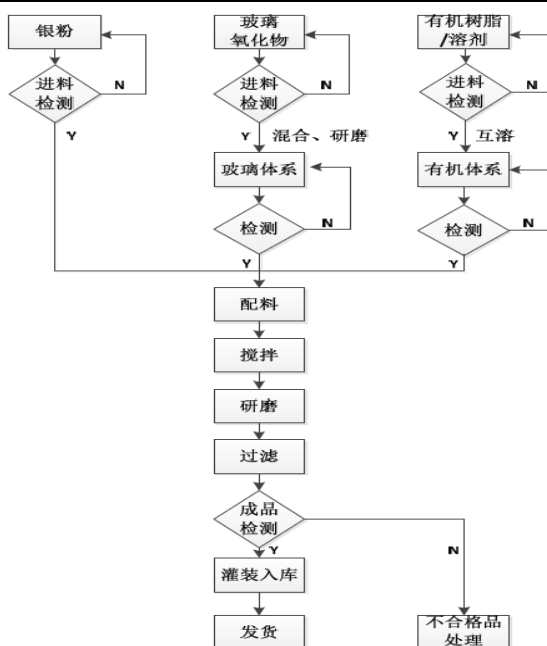 银粉
玻璃
氧化物
有机树脂
/溶剂
进料
检测
N
进料
检测
N
进料
检测
N
Y
Y
混合、研磨
Y
互溶
玻璃体系
有机体系
检测
N
检测
N
Y
Y
配料
搅拌
研磨
过滤
成品
检测
Y
N
灌装入库
发货
不合格品
处理